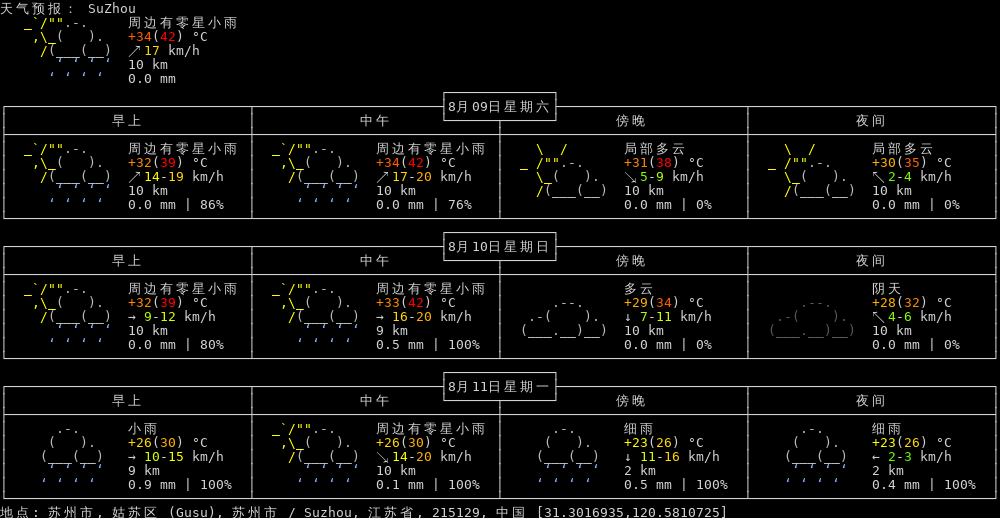 天气预报: SuZhou
周边有零星小雨
+34(42) °C
↗ 17 km/h
10 km
0.0 mm
8月09日星期六
早上 中午 傍晚 夜间
周边有零星小雨 周边有零星小雨 局部多云 局部多云
+32(39) °C +34(42) °C +31(38) °C +30(35) °C
↗ 14-19 km/h ↗ 17-20 km/h ↘ 5-9 km/h ↖ 2-4 km/h
10 km 10 km 10 km 10 km
0.0 mm | 86% 0.0 mm | 76% 0.0 mm | 0% 0.0 mm | 0%
8月10日星期日
早上 中午 傍晚 夜间
周边有零星小雨 周边有零星小雨 多云 阴天
+32(39) °C +33(42) °C +29(34) °C +28(32) °C
→ 9-12 km/h → 16-20 km/h ↓ 7-11 km/h ↖ 4-6 km/h
10 km 9 km 10 km 10 km
0.0 mm | 80% 0.5 mm | 100% 0.0 mm | 0% 0.0 mm | 0%
8月11日星期一
早上 中午 傍晚 夜间
小雨 周边有零星小雨 细雨 细雨
+26(30) °C +26(30) °C +23(26) °C +23(26) °C
→ 10-15 km/h ↘ 14-20 km/h ↓ 11-16 km/h ← 2-3 km/h
9 km 10 km 2 km 2 km
0.9 mm | 100% 0.1 mm | 100% 0.5 mm | 100% 0.4 mm | 100%
地点: 苏州市, 姑苏区 (Gusu), 苏州市 / Suzhou, 江苏省, 215129, 中国 [31.3016935,120.5810725]